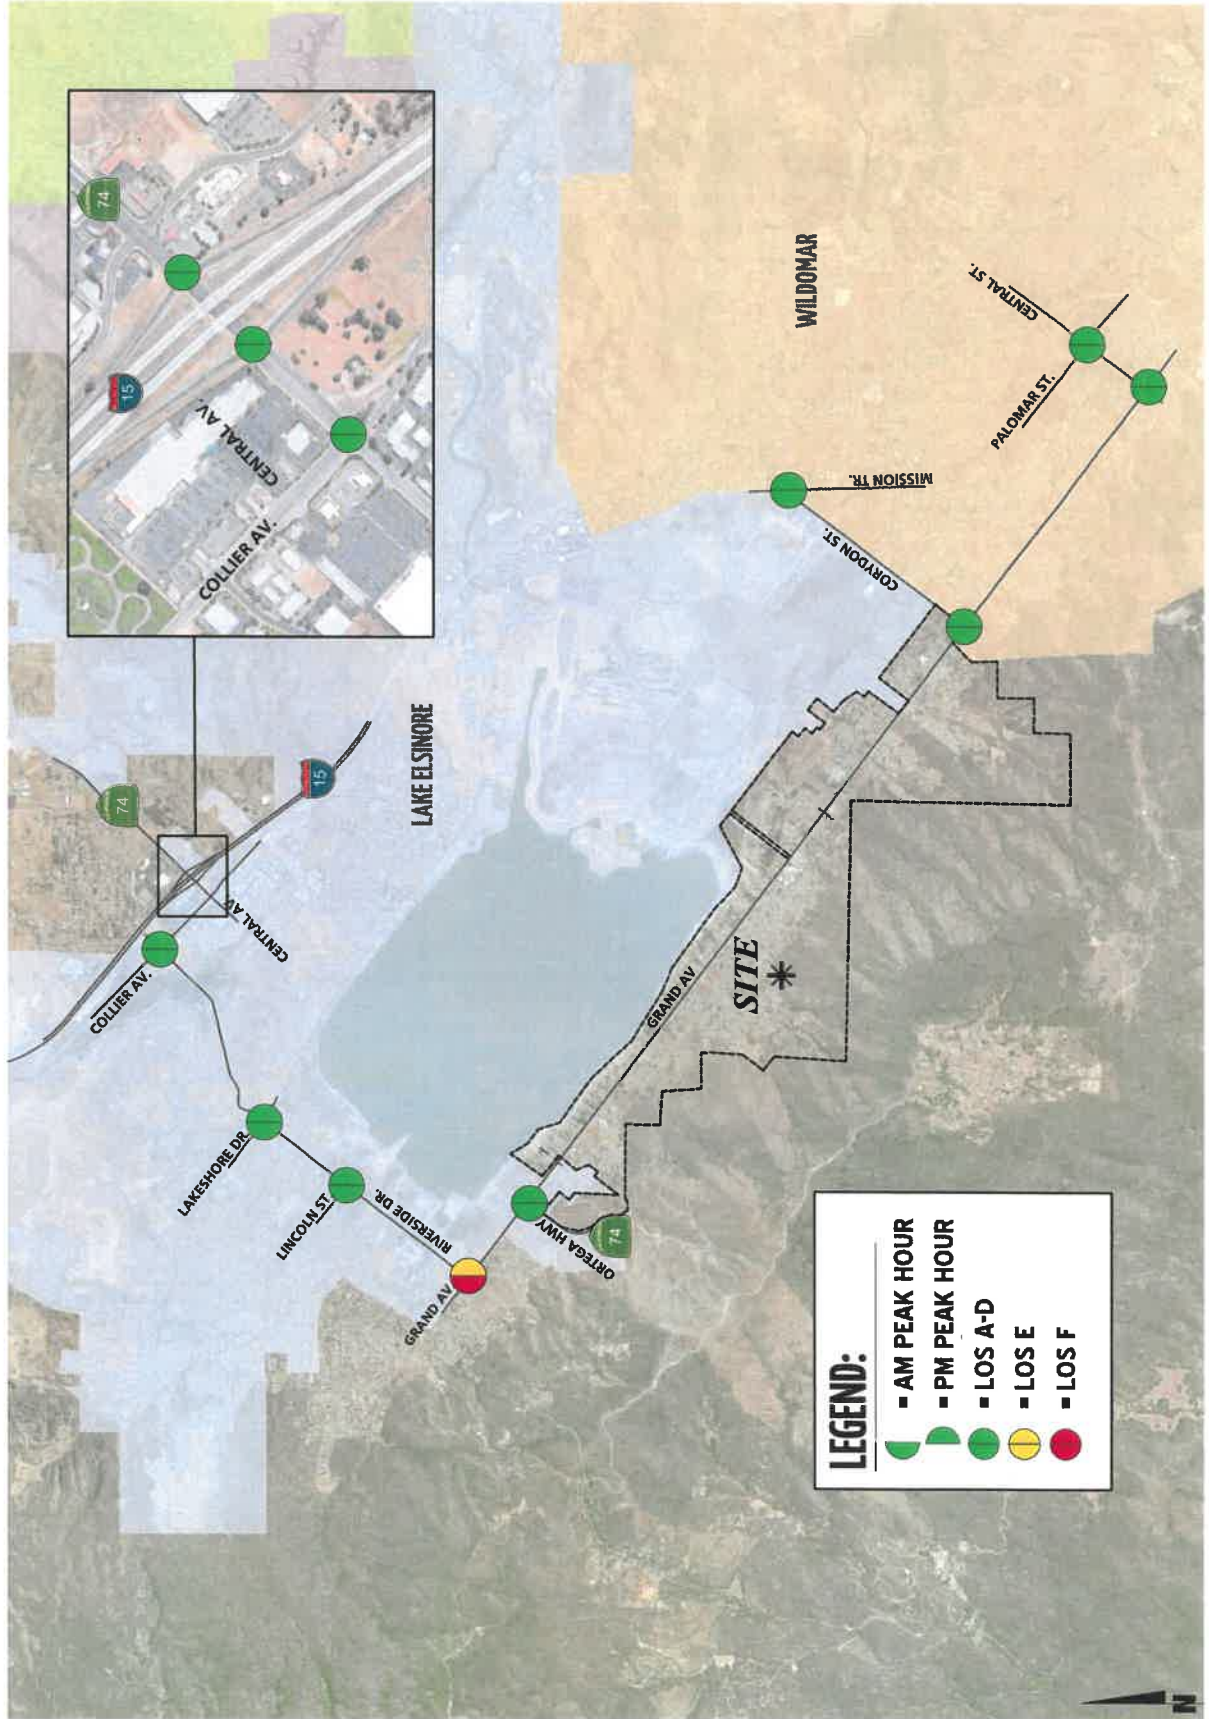 74
15
CENTRAL AV.
COLLIER AV.
WILDOMAR
CENTRAL ST.
PALOMAR ST.
MISSION TR.
CORYDON ST.
LAKE ELSINORE
74
15
CENTRAL AV.
COLLIER AV.
LAKESHORE DR.
LINCOLN ST.
RIVERSIDE DR.
GRAND AV
ORTEGA HWY
74
GRAND AV
SITE
LEGEND:
= AM PEAK HOUR
= PM PEAK HOUR
= LOS A-D
= LOS E
= LOS F
N